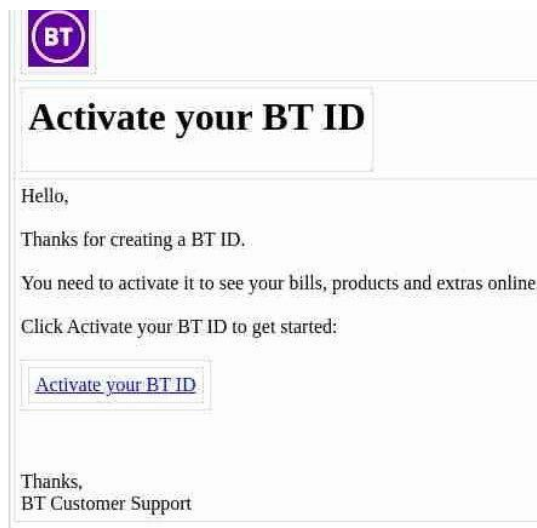 BT
Activate your BT ID
Hello,
Thanks for creating a BT ID.
You need to activate it to see your bills, products and extras online
Click Activate your BT ID to get started:
Activate your BT ID
Thanks,
BT Customer Support